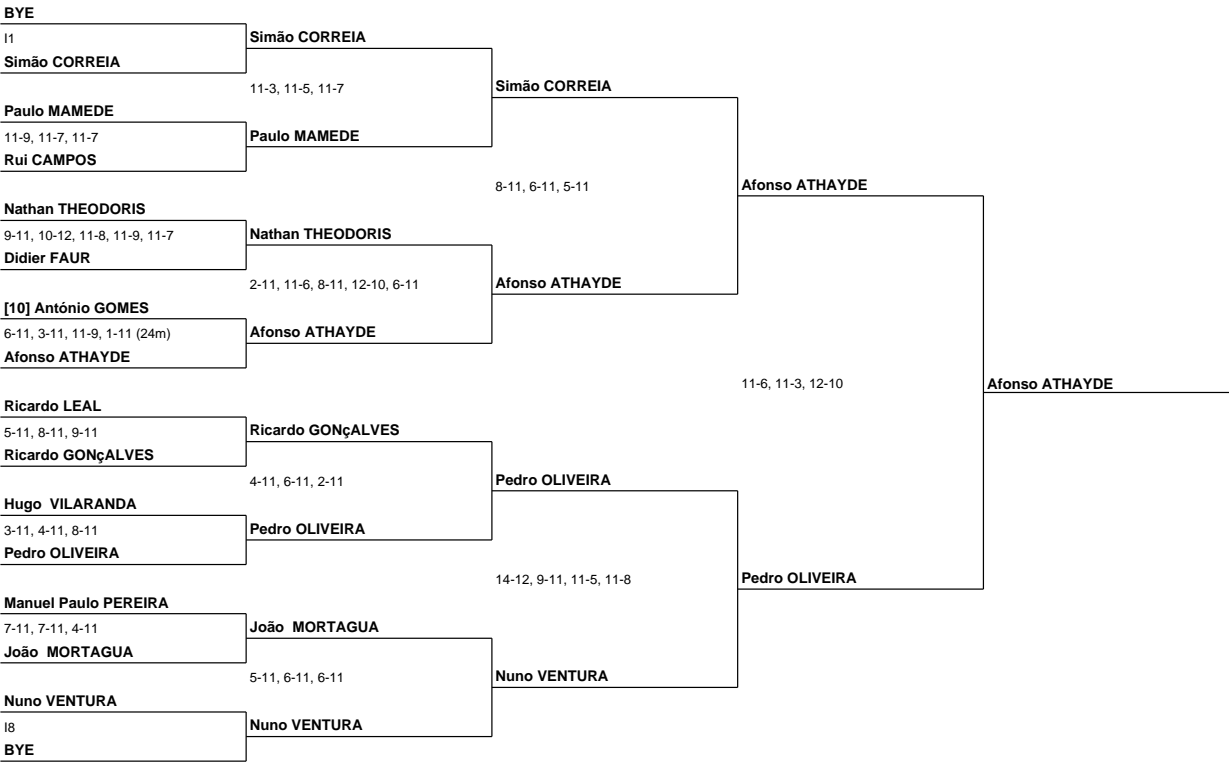 BYE
I1
Simão CORREIA
Simão CORREIA
11-3, 11-5, 11-7
Simão CORREIA
Paulo MAMEDE
11-9, 11-7, 11-7
Paulo MAMEDE
Rui CAMPOS
8-11, 6-11, 5-11
Afonso ATHAYDE
Nathan THEODORIS
9-11, 10-12, 11-8, 11-9, 11-7
Nathan THEODORIS
Didier FAUR
2-11, 11-6, 8-11, 12-10, 6-11
Afonso ATHAYDE
[10] António GOMES
6-11, 3-11, 11-9, 1-11 (24m)
Afonso ATHAYDE
Afonso ATHAYDE
11-6, 11-3, 12-10
Afonso ATHAYDE
Ricardo LEAL
5-11, 8-11, 9-11
Ricardo GONçALVES
Ricardo GONçALVES
4-11, 6-11, 2-11
Pedro OLIVEIRA
Hugo  VILARANDA
3-11, 4-11, 8-11
Pedro OLIVEIRA
Pedro OLIVEIRA
14-12, 9-11, 11-5, 11-8
Pedro OLIVEIRA
Manuel Paulo PEREIRA
7-11, 7-11, 4-11
João  MORTAGUA
João  MORTAGUA
5-11, 6-11, 6-11
Nuno VENTURA
Nuno VENTURA
I8
Nuno VENTURA
BYE